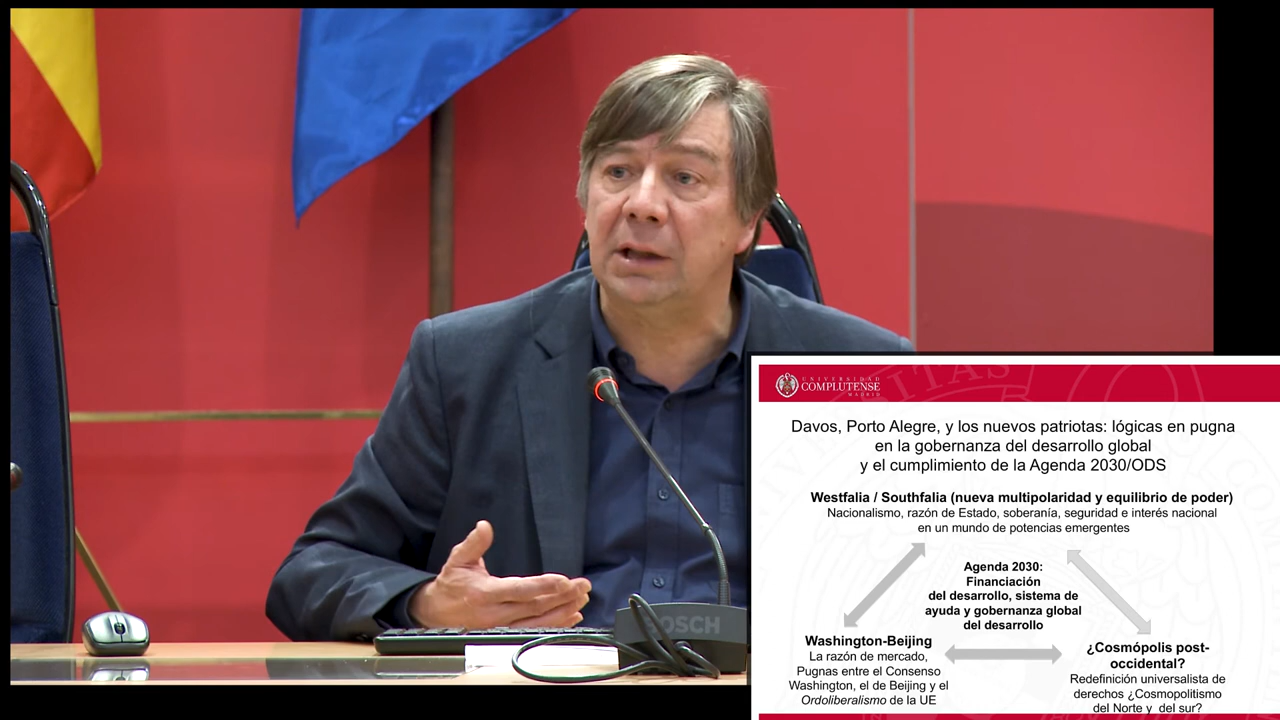 BOSCH
UNIVERSIDAD
COMPLUTENSE
MADRID
Davos, Porto Alegre, y los nuevos patriotas: lógicas en pugna
en la gobernanza del desarrollo global
y el cumplimiento de la Agenda 2030/ODS
Westfalia / Southfalia (nueva multipolaridad y equilibrio de poder)
Nacionalismo, razón de Estado, soberanía, seguridad e interés nacional
en un mundo de potencias emergentes
Agenda 2030:
Financiación
del desarrollo, sistema de
ayuda y gobernanza global
del desarrollo
Washington-Beijing
La razón de mercado,
Pugnas entre el Consenso
Washington, el de Beijing y el
Ordoliberalismo de la UE
¿Cosmópolis post-
occidental?
Redefinición universalista de
derechos ¿Cosmopolitismo
del Norte y del sur?